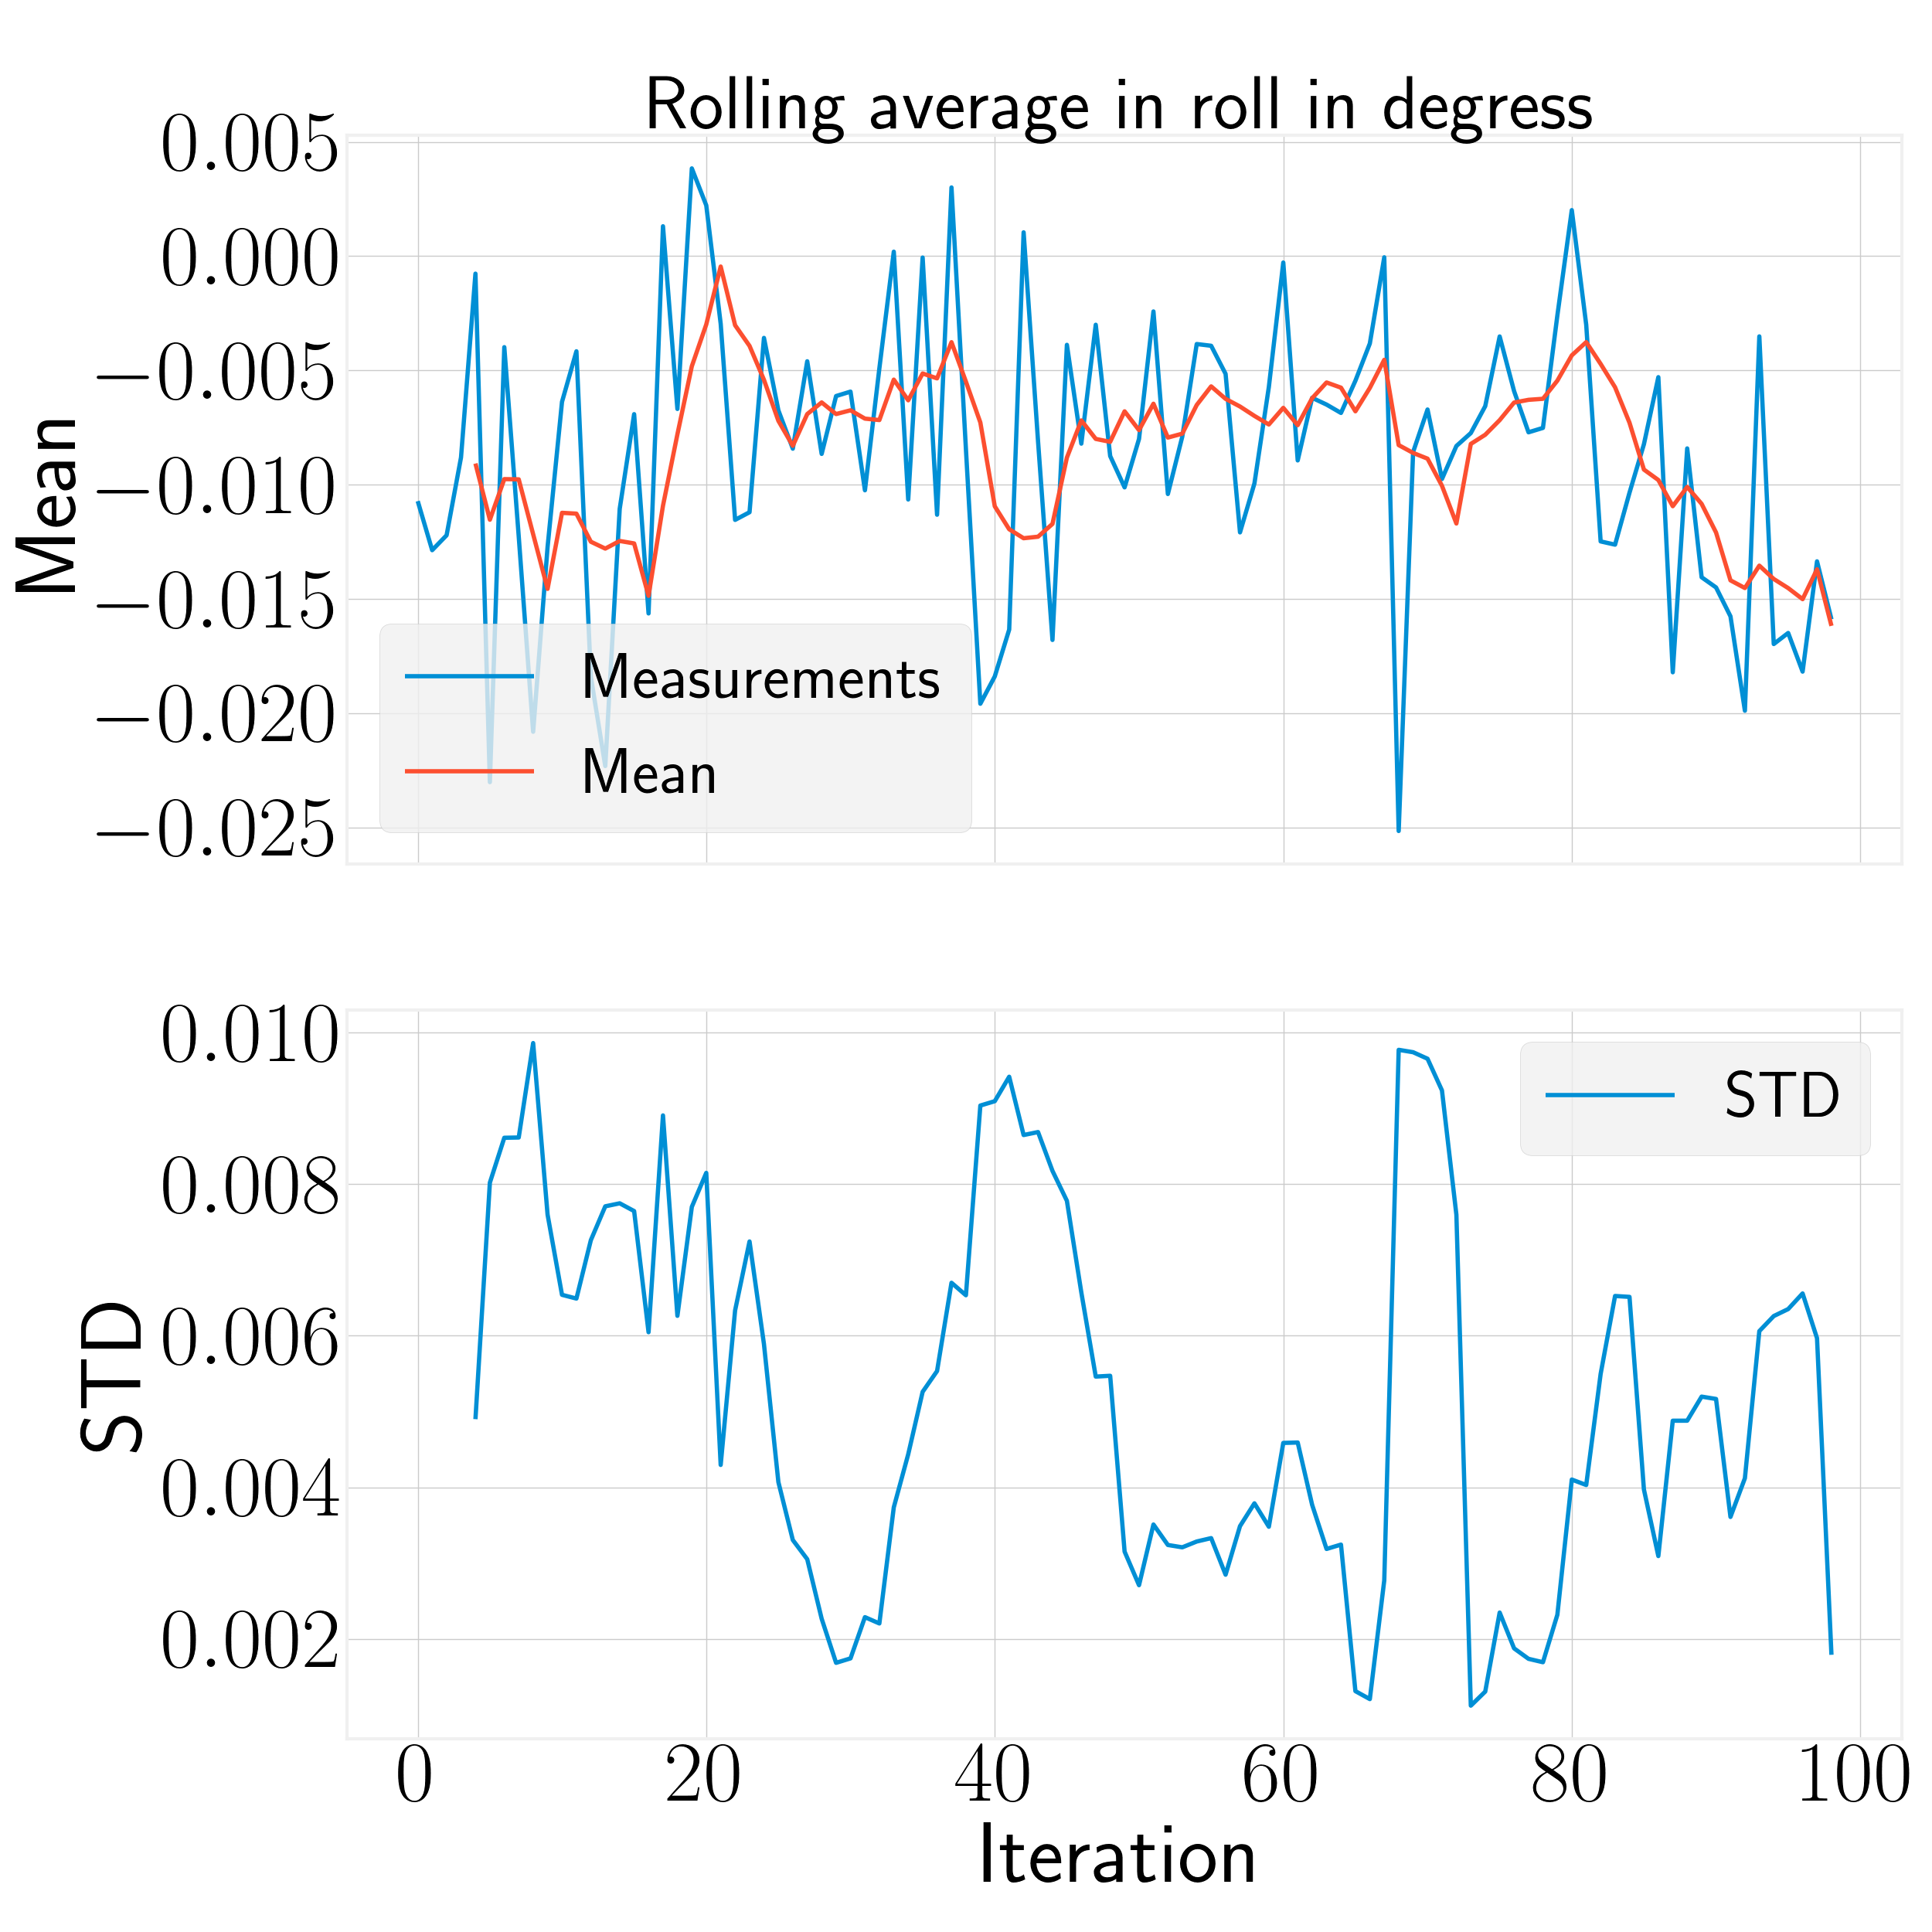 Rolling average in roll in degress
0.005
0.000
−0.005
−0.010
−0.015
−0.020
−0.025
Mean
Measurements
Mean
0.010
0.008
0.006
0.004
0.002
STD
STD
0 20 40 60 80 100
Iteration